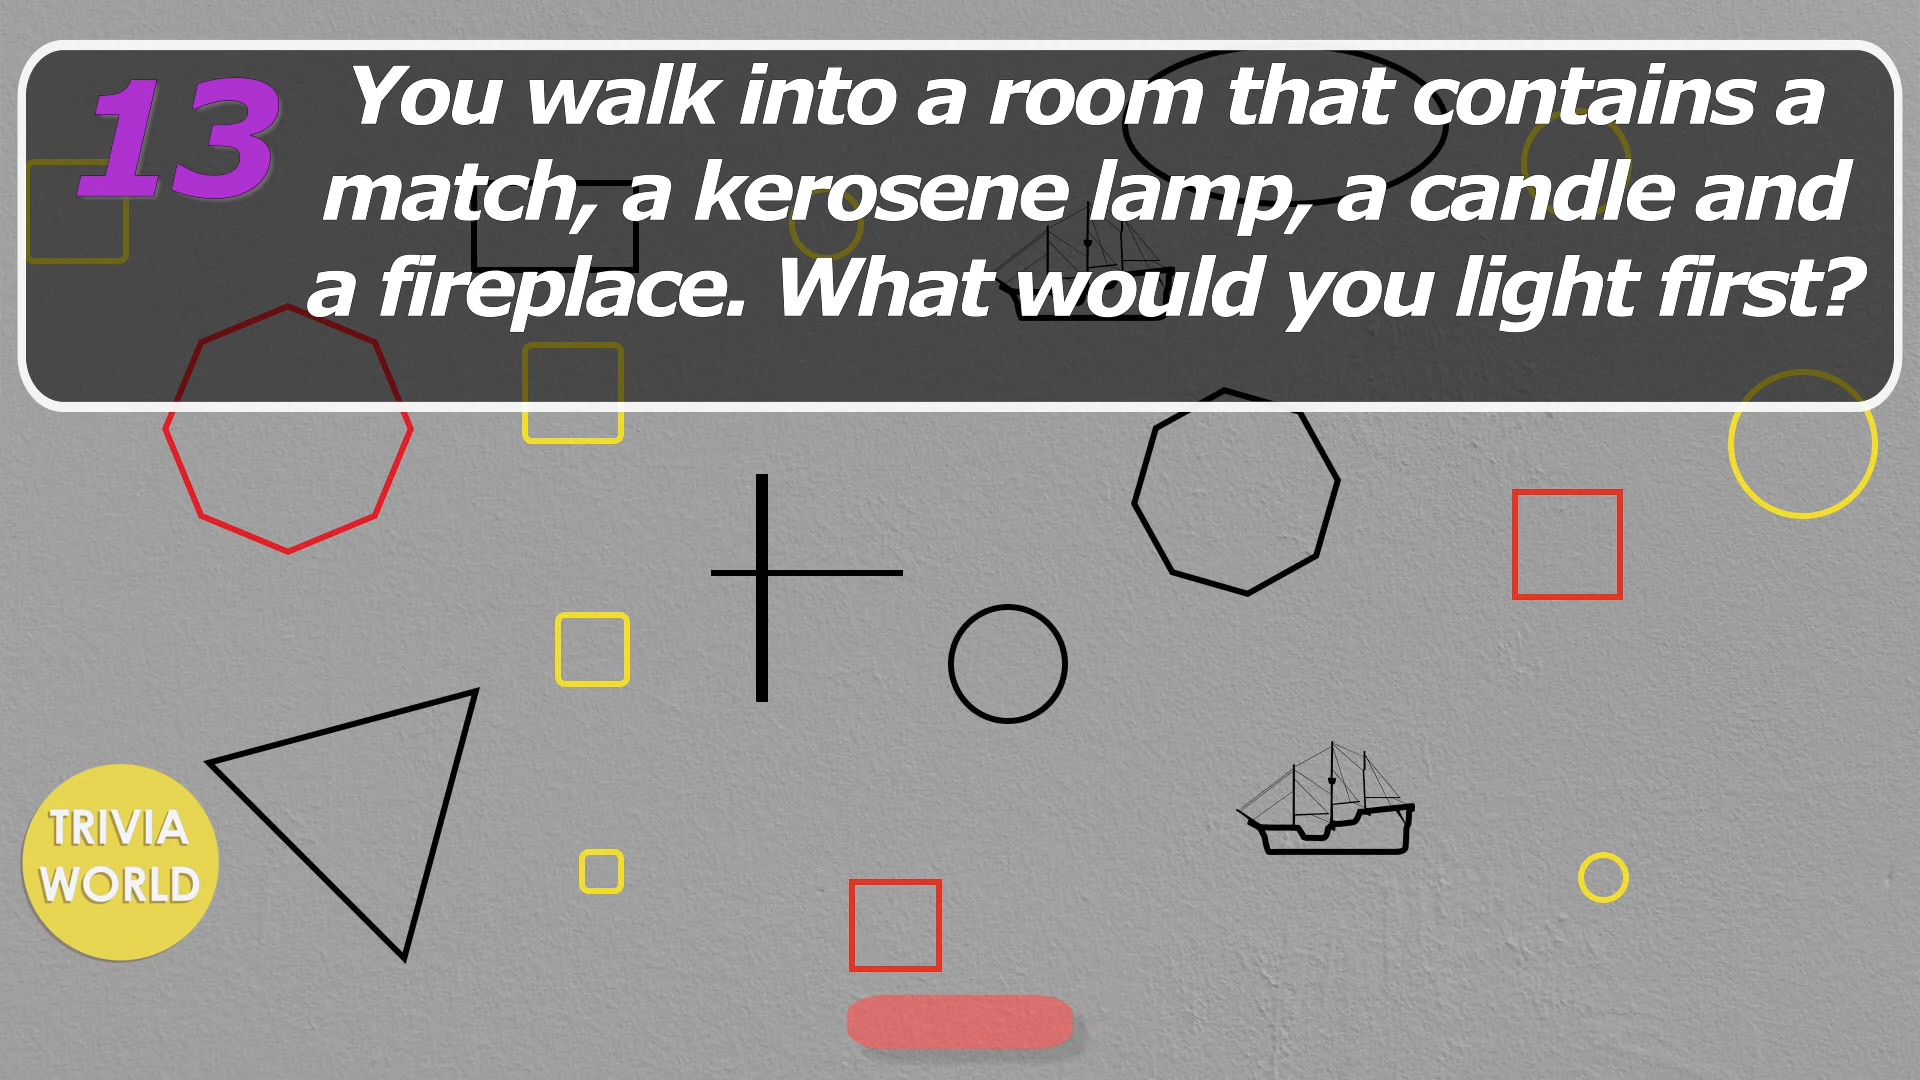 13
You walk into a room that contains a
match, a kerosene lamp, a candle and
a fireplace. What would you light first?
TRIVIA
WORLD